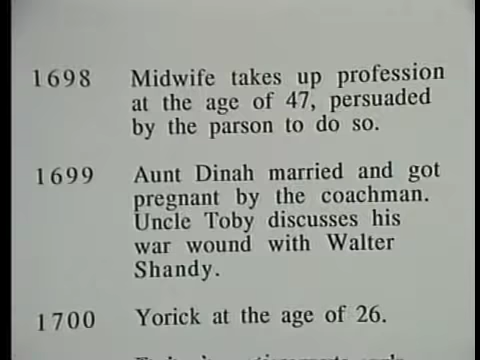 1698 Midwife takes up profession
at the age of 47, persuaded
by the parson to do so.
1699 Aunt Dinah married and got
pregnant by the coachman.
Uncle Toby discusses his
war wound with Walter
Shandy.
1700 Yorick at the age of 26.